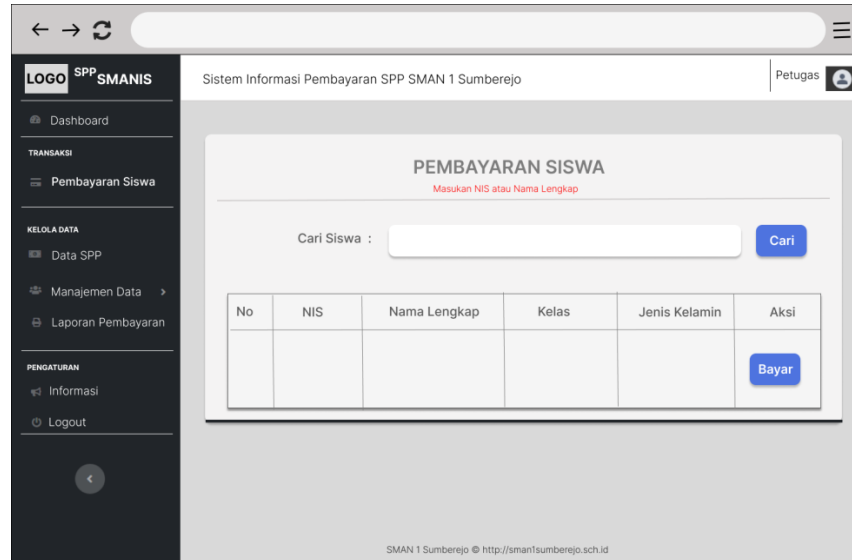 LOGO SPP SMANIS
Sistem Informasi Pembayaran SPP SMAN 1 Sumberejo
Petugas
Dashboard
TRANSAKSI
Pembayaran Siswa
KELOLA DATA
Data SPP
Manajemen Data
Laporan Pembayaran
PENGATURAN
Informasi
Logout
PEMBAYARAN SISWA
Masukan NIS atau Nama Lengkap
Cari Siswa :
Cari
No NIS Nama Lengkap Kelas Jenis Kelamin Aksi
Bayar
SMAN 1 Sumberejo © http://sman1sumberejo.sch.id